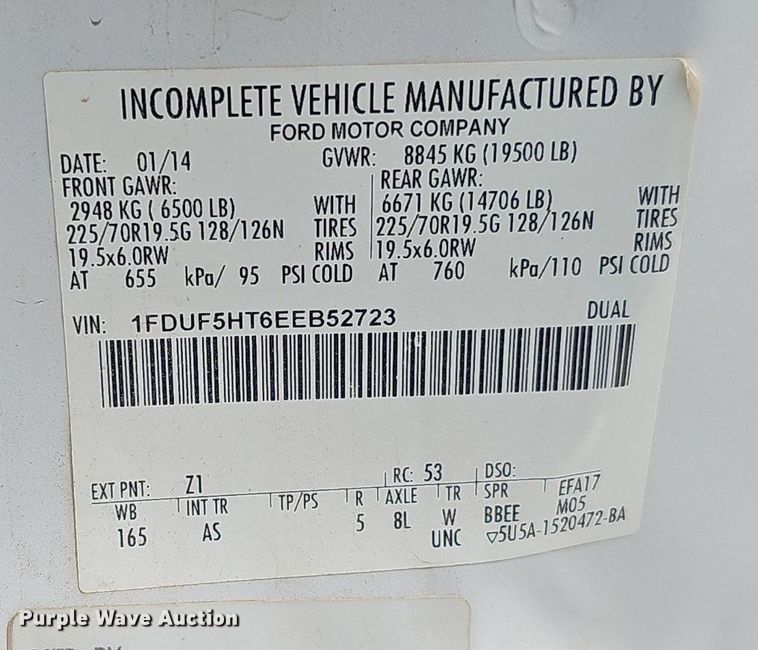 INCOMPLETE VEHICLE MANUFACTURED BY
FORD MOTOR COMPANY
DATE: 01/14 GVWR: 8845 KG (19500 LB)
FRONT GAWR: REAR GAWR:
2948 KG ( 6500 LB) WITH 6671 KG (14706 LB) WITH
225/70R19.5G 128/126N TIRES 225/70R19.5G 128/126N TIRES
19.5x6.0RW RIMS 19.5x6.0RW RIMS
AT 655 kPa/ 95 PSI COLD AT 760 kPa/110 PSI COLD
VIN: 1FDUF5HT6EEB52723 DUAL
EXT PNT: Z1 RC: 53 DSO:
WB INT TR TP/PS R AXLE TR SPR EFA17
165 AS 5 8L W BBEE M05
UNC ▽5U5A-1520472-BA
Purple Wave Auction